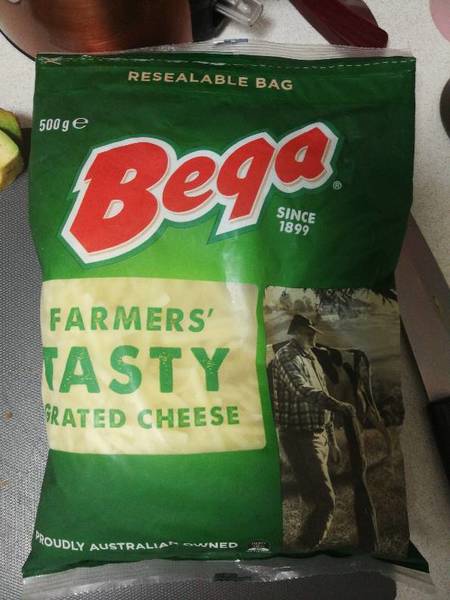 RESEALABLE BAG
500g e
Bega®
SINCE
1899
FARMERS'
TASTY
GRATED CHEESE
PROUDLY AUSTRALIAN OWNED